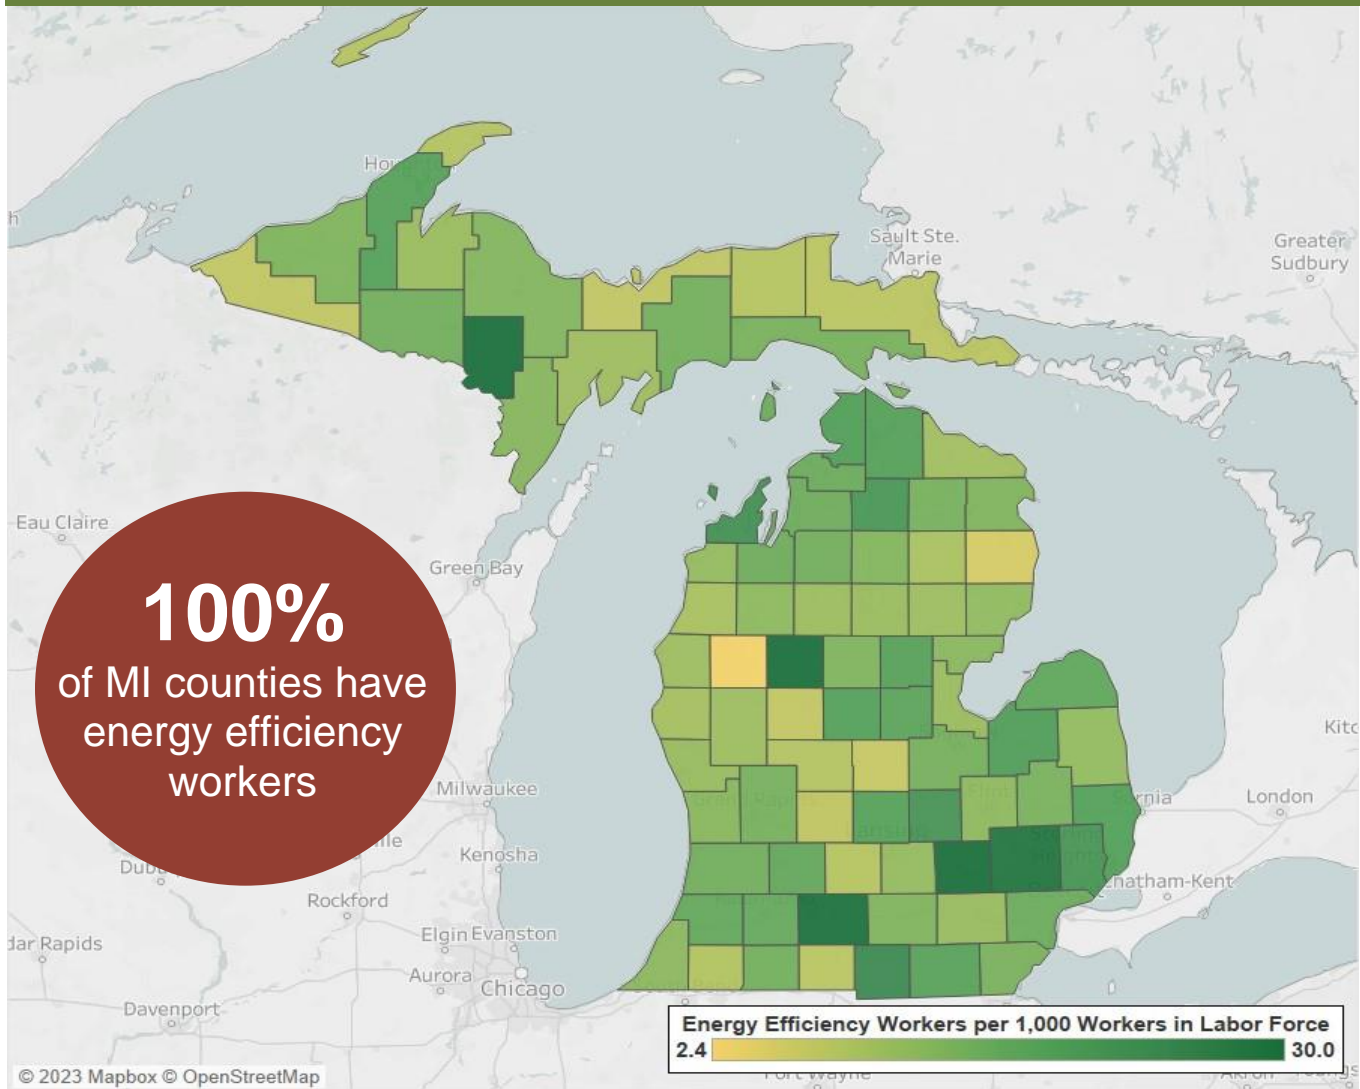 Sault Ste.
Marie
Greater
Sudbury
Eau Claire
Green Bay
100%
of MI counties have
energy efficiency
workers
Milwaukee
Kenosha
Sarnia
London
Lansing
Rockford
Chatham-Kent
Elgin Evanston
Aurora
Chicago
Davenport
Energy Efficiency Workers per 1,000 Workers in Labor Force
2.4
30.0
© 2023 Mapbox © OpenStreetMap